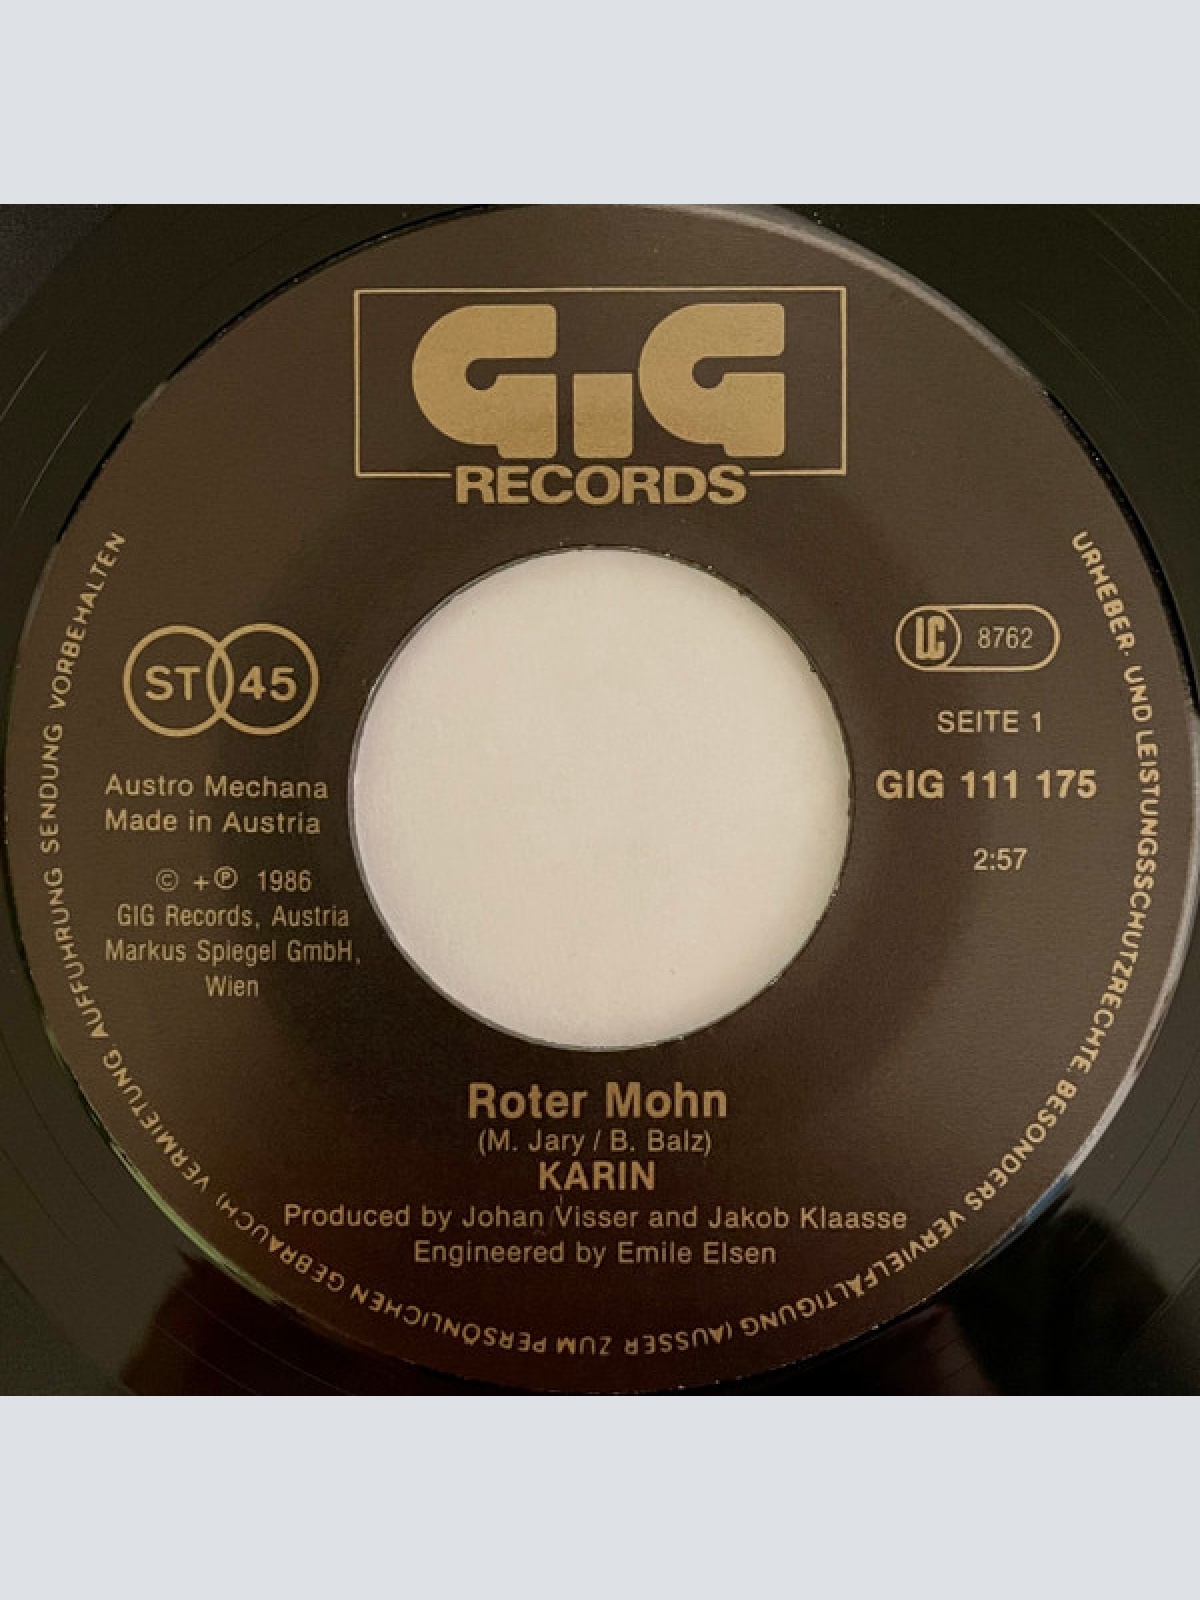 GiG
RECORDS
ST 45
Austro Mechana
Made in Austria
© + ℗ 1986
GIG Records, Austria
Markus Spiegel GmbH,
Wien
LC 8762
SEITE 1
GIG 111 175
2:57
Roter Mohn
(M. Jary / B. Balz)
KARIN
Produced by Johan Visser and Jakob Klaasse
Engineered by Emile Elsen
URHEBER- UND LEISTUNGSSCHUTZRECHTE, BESONDERS VERVIELFÄLTIGUNG (AUSSER ZUM PERSÖNLICHEN GEBRAUCH) VERMIETUNG, AUFFUHRUNG SENDUNG VORBEHALTEN